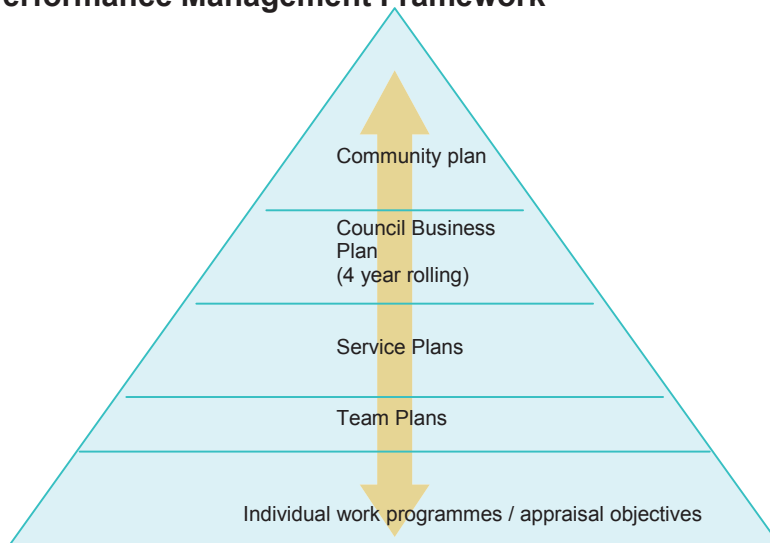 erformance Management Framework
Community plan
Council Business
Plan
(4 year rolling)
Service Plans
Team Plans
Individual work programmes / appraisal objectives